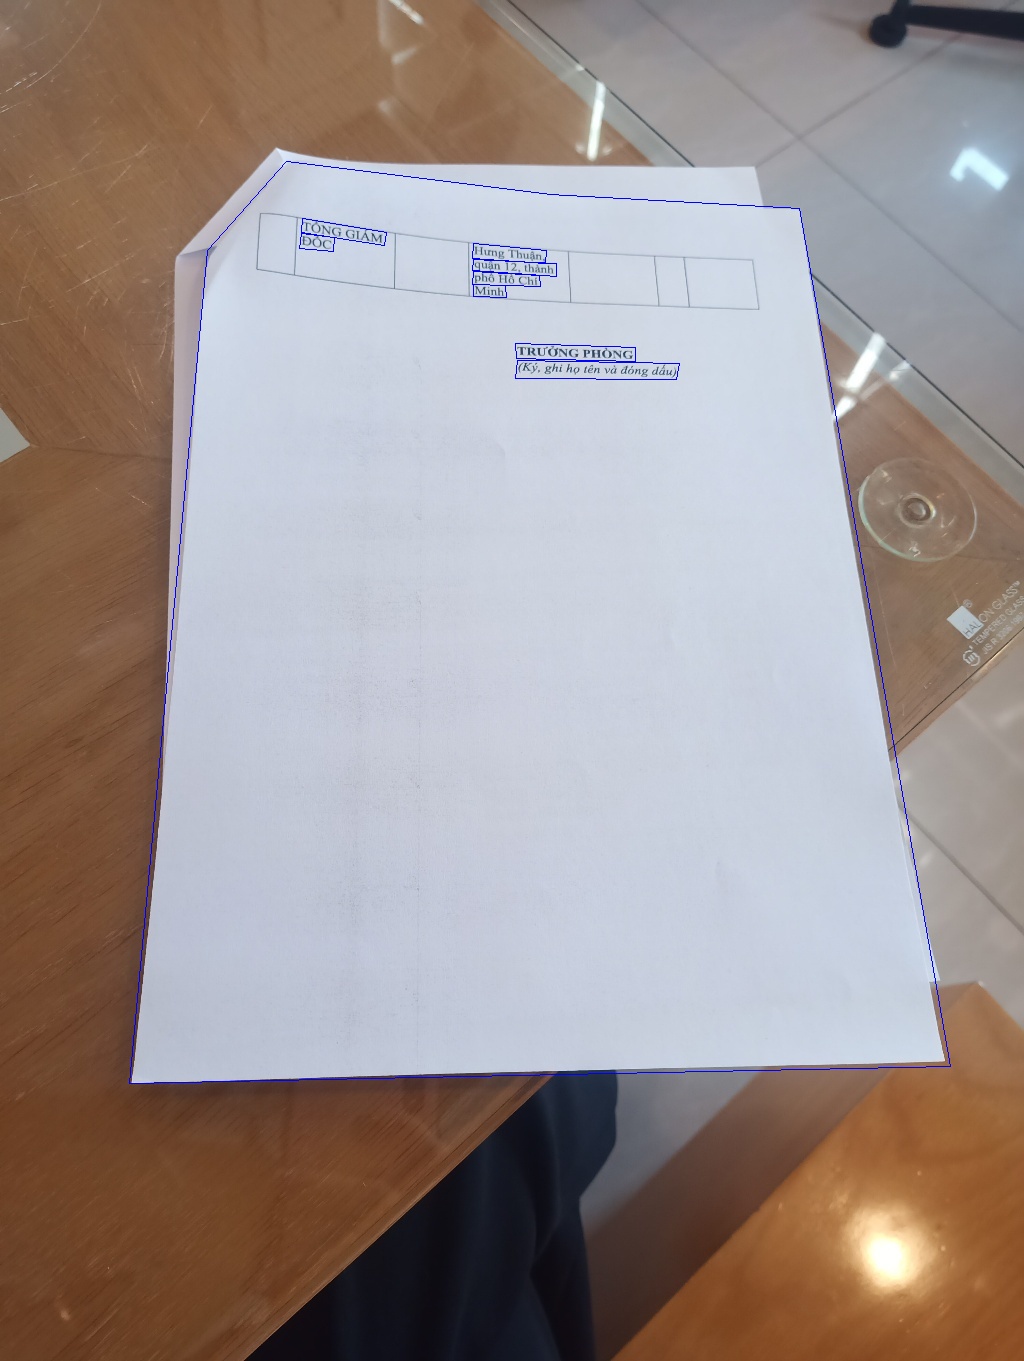 TỔNG GIÁM
ĐỐC
Hưng Thuận,
quận 12, thành
phố Hồ Chí
Minh
TRƯỞNG PHÒNG
(Ký, ghi họ tên và đóng dấu)
HALON GLASS™
TEMPERED GLASS